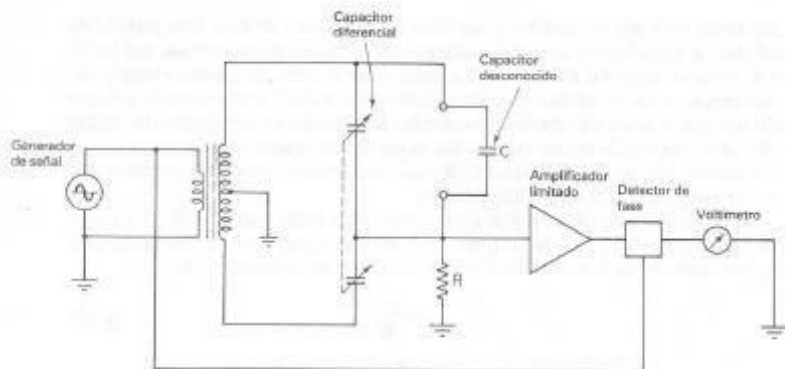 Capacitor
diferencial
Capacitor
desconocido
Generador
de señal
C
Amplificador
limitado
Detector de
fase
Voltímetro
R